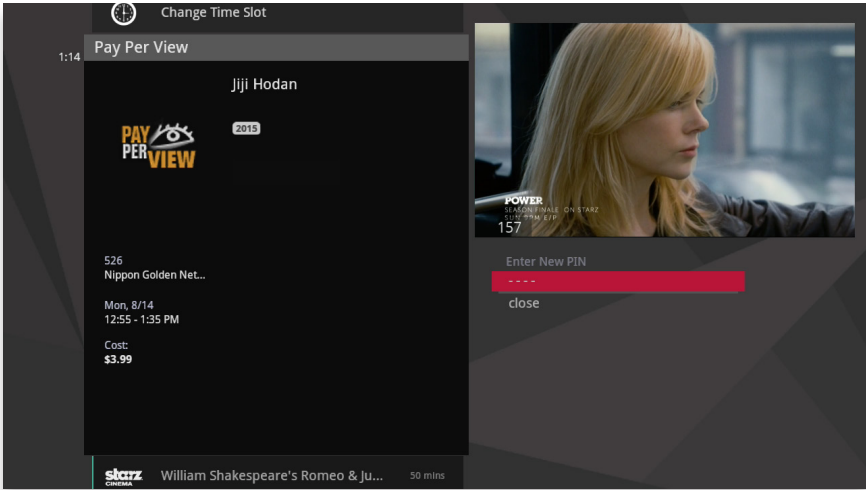 Change Time Slot
1:14
Pay Per View
Jiji Hodan
PAY
PER VIEW
2015
526
Nippon Golden Net...
Mon, 8/14
12:55 - 1:35 PM
Cost:
$3.99
starz
CINEMA
William Shakespeare's Romeo & Ju...
50 mins
POWER
SEASON FINALE ON STARZ
SUN 9PM E/P
157
Enter New PIN
- - - -
close